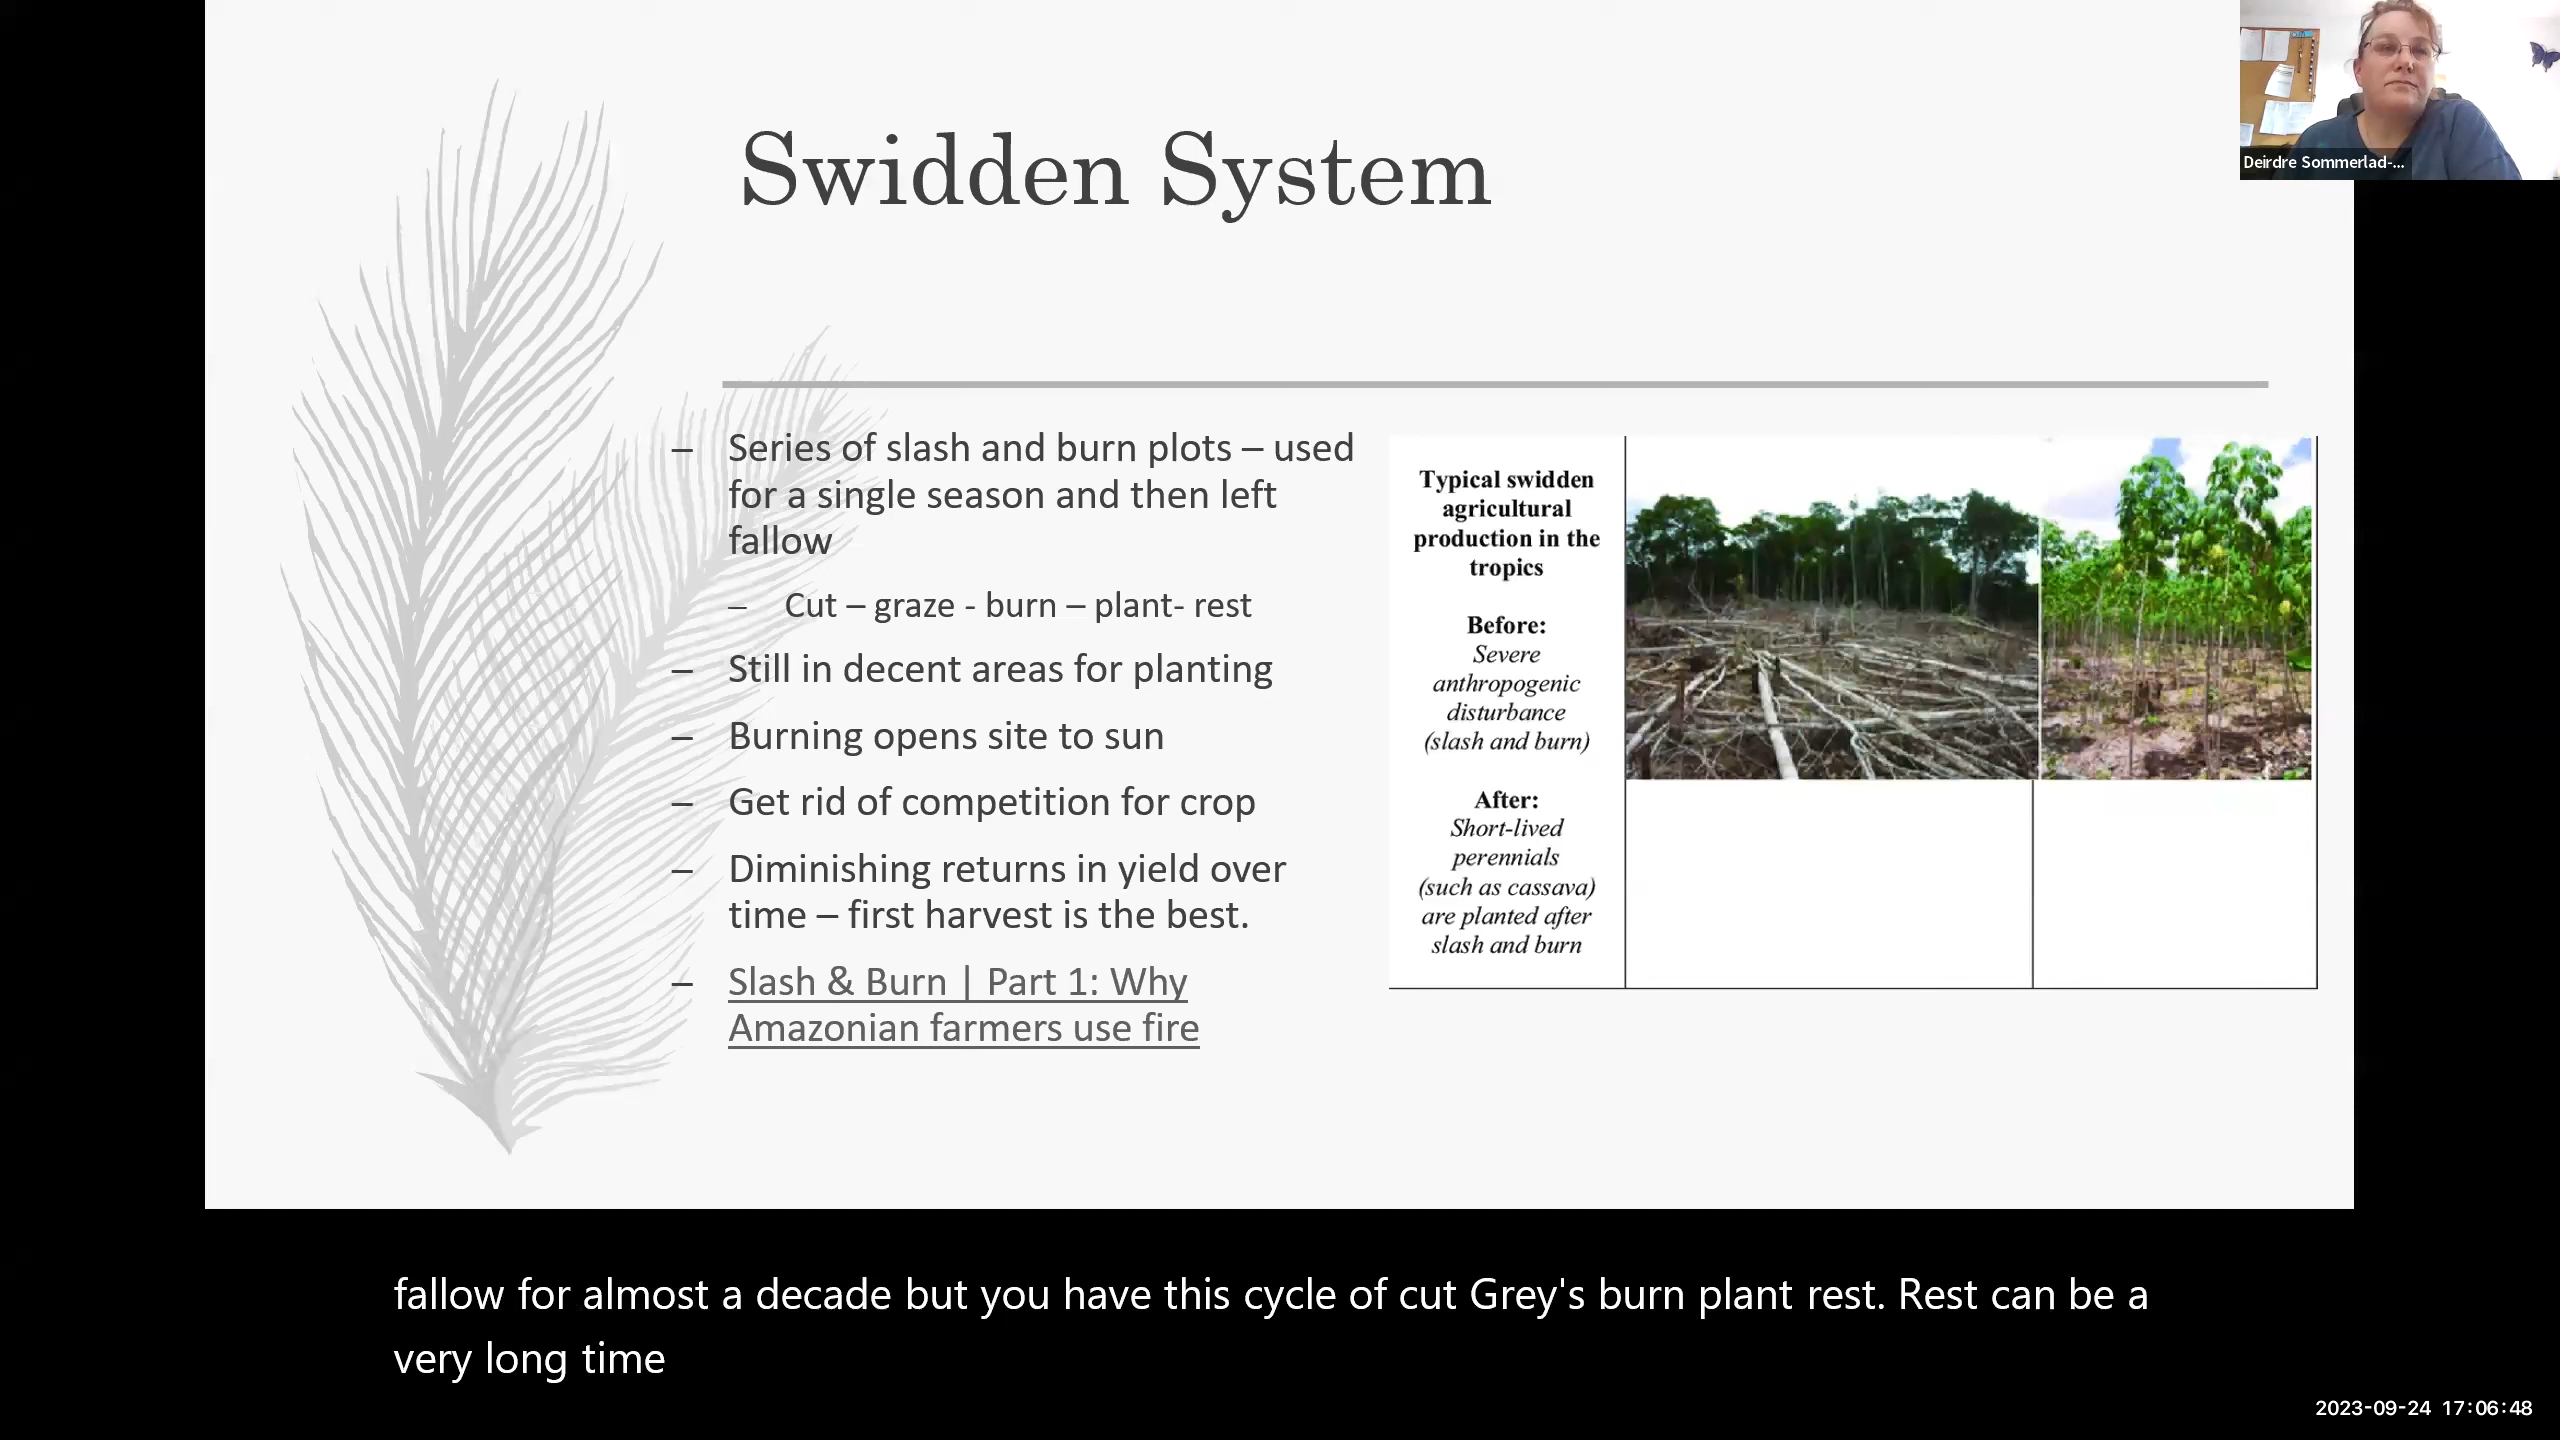 Swidden System
– Series of slash and burn plots – used
for a single season and then left
fallow
– Cut – graze - burn – plant- rest
– Still in decent areas for planting
– Burning opens site to sun
– Get rid of competition for crop
– Diminishing returns in yield over
time – first harvest is the best.
– Slash & Burn | Part 1: Why
Amazonian farmers use fire
Typical swidden
agricultural
production in the
tropics
Before:
Severe
anthropogenic
disturbance
(slash and burn)
After:
Short-lived
perennials
(such as cassava)
are planted after
slash and burn
Deirdre Sommerlad-...
fallow for almost a decade but you have this cycle of cut Grey's burn plant rest. Rest can be a
very long time
2023-09-24 17:06:48